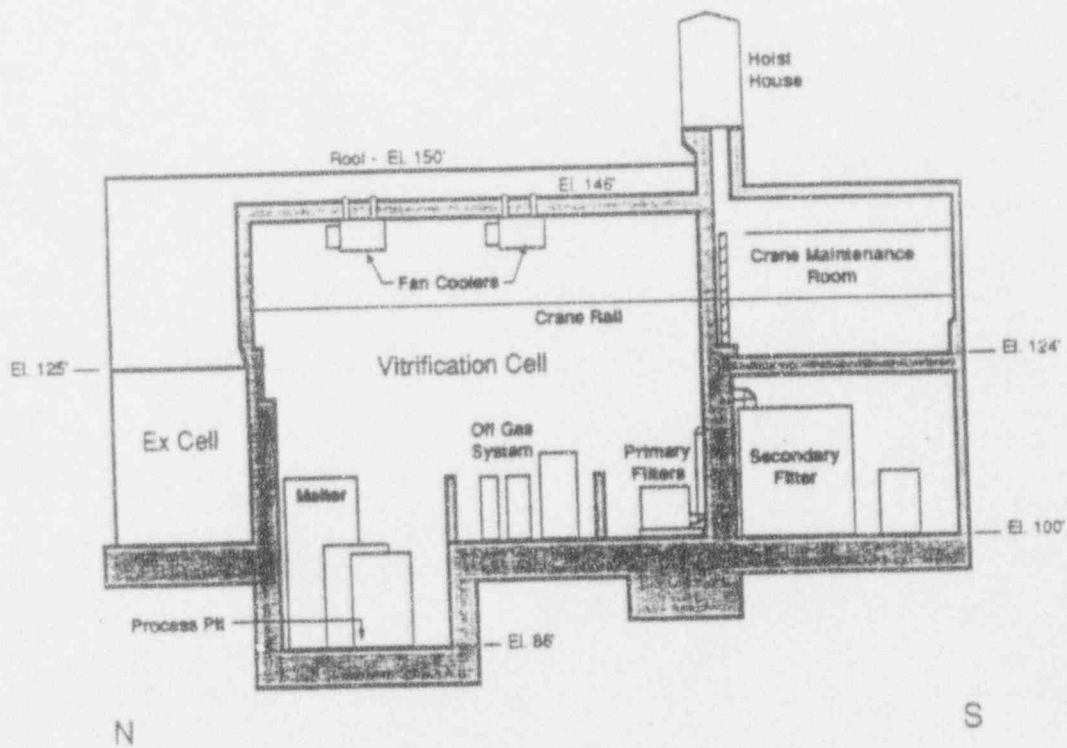 Hoist
House
Roof - El. 150'
El. 146'
Crane Maintenance
Room
Fan Coolers
Crane Rail
El. 125'
Vitrification Cell
El. 124'
Ex Cell
Off Gas
System
Primary
Filters
Secondary
Filter
Melter
El. 100'
Process Pit
El. 86'
N
S